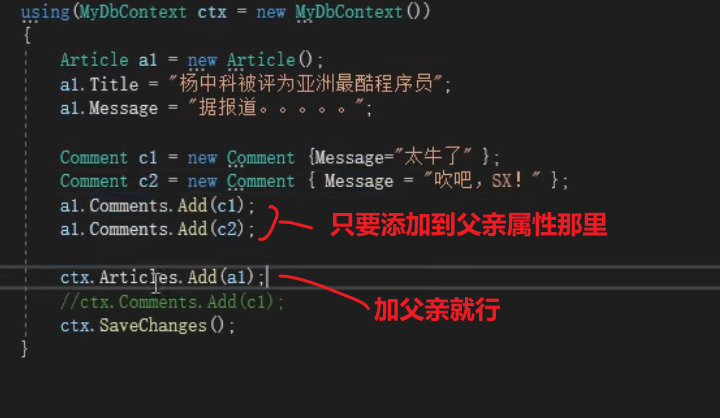 using(MyDbContext ctx = new MyDbContext())
{
Article a1 = new Article();
a1.Title = "杨中科被评为亚洲最酷程序员";
a1.Message = "据报道。。。。。";
Comment c1 = new Comment {Message="太牛了" };
Comment c2 = new Comment { Message = "吹吧，SX！" };
a1.Comments.Add(c1);
a1.Comments.Add(c2);
只要添加到父亲属性那里
ctx.Articles.Add(a1);
//ctx.Comments.Add(c1);
加父亲就行
ctx.SaveChanges();
}